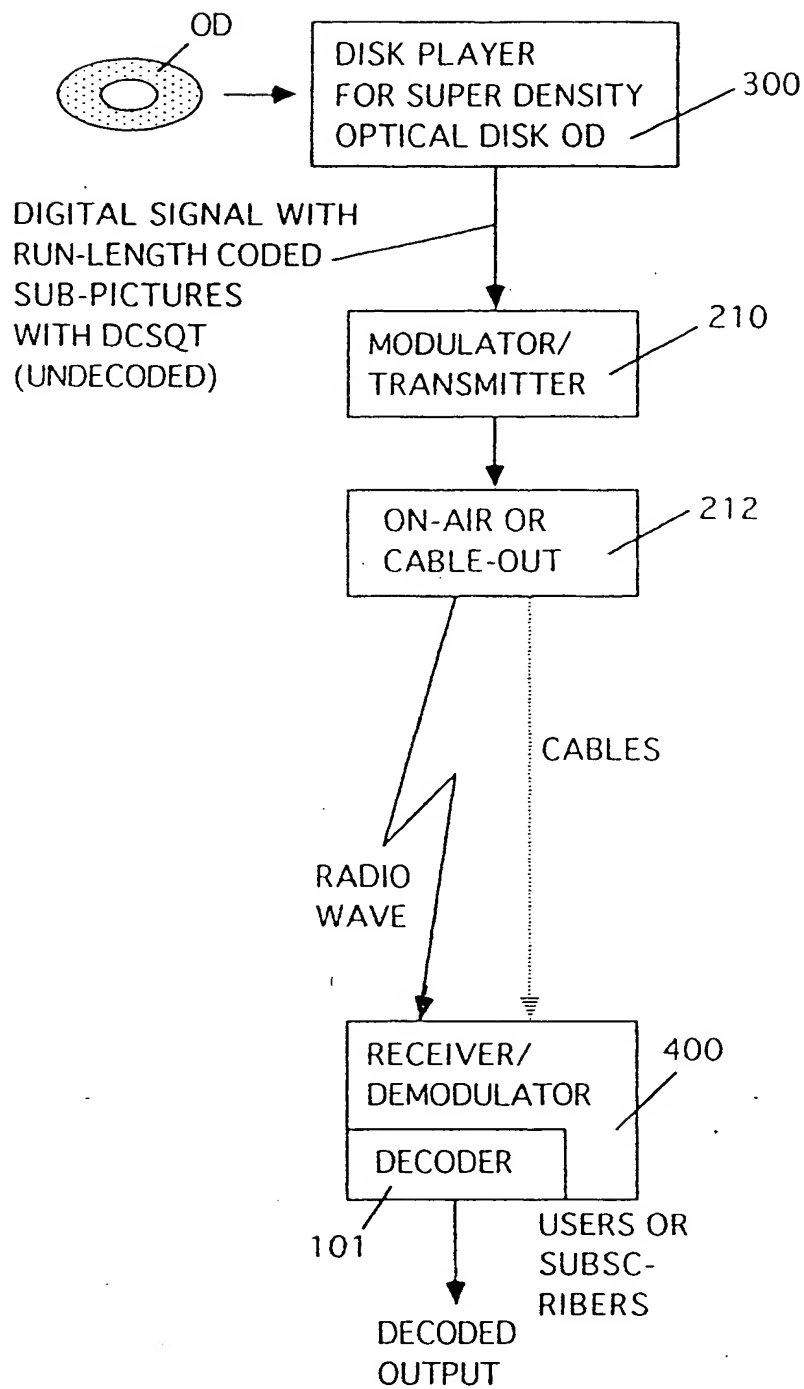 OD
DISK PLAYER
FOR SUPER DENSITY
OPTICAL DISK OD
300
DIGITAL SIGNAL WITH
RUN-LENGTH CODED
SUB-PICTURES
WITH DCSQT
(UNDECODED)
210
MODULATOR/
TRANSMITTER
212
ON-AIR OR
CABLE-OUT
CABLES
RADIO
WAVE
RECEIVER/
DEMODULATOR
400
DECODER
101
USERS OR
SUBSC-
RIBERS
DECODED
OUTPUT